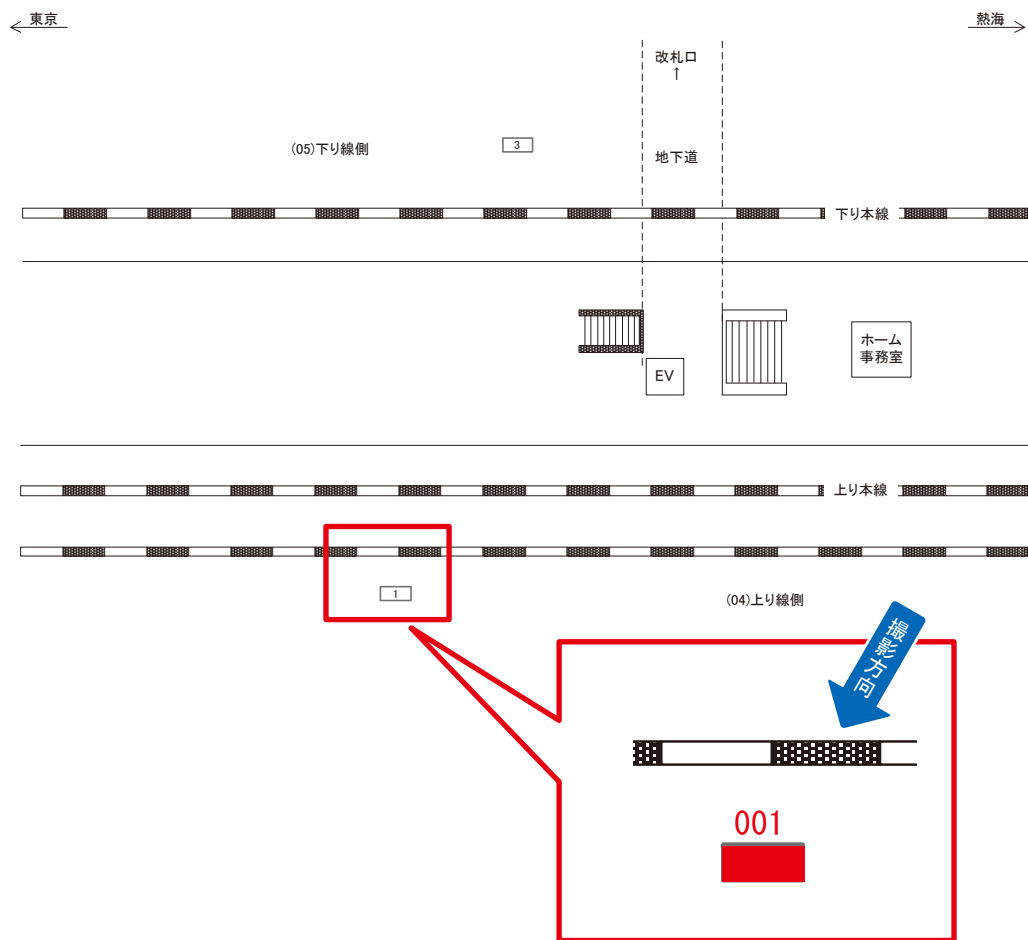 東京
熱海
改札口
↑
(05)下り線側
3
地下道
下り本線
ホーム
事務室
EV
上り本線
1
(04)上り線側
撮影方向
001